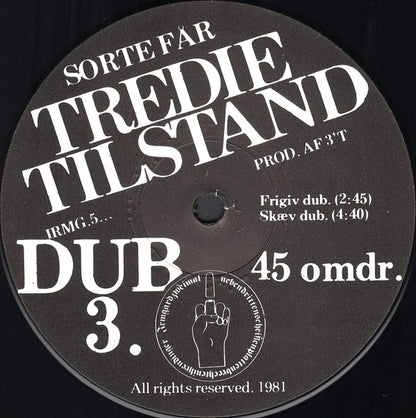 SORTE FÅR
TREDIE
TILSTAND
PROD. AF 3'T
IRMG.5...
Frigiv dub. (2:45)
Skæv dub. (4:40)
DUB
3.
45 omdr.
All rights reserved. 1981